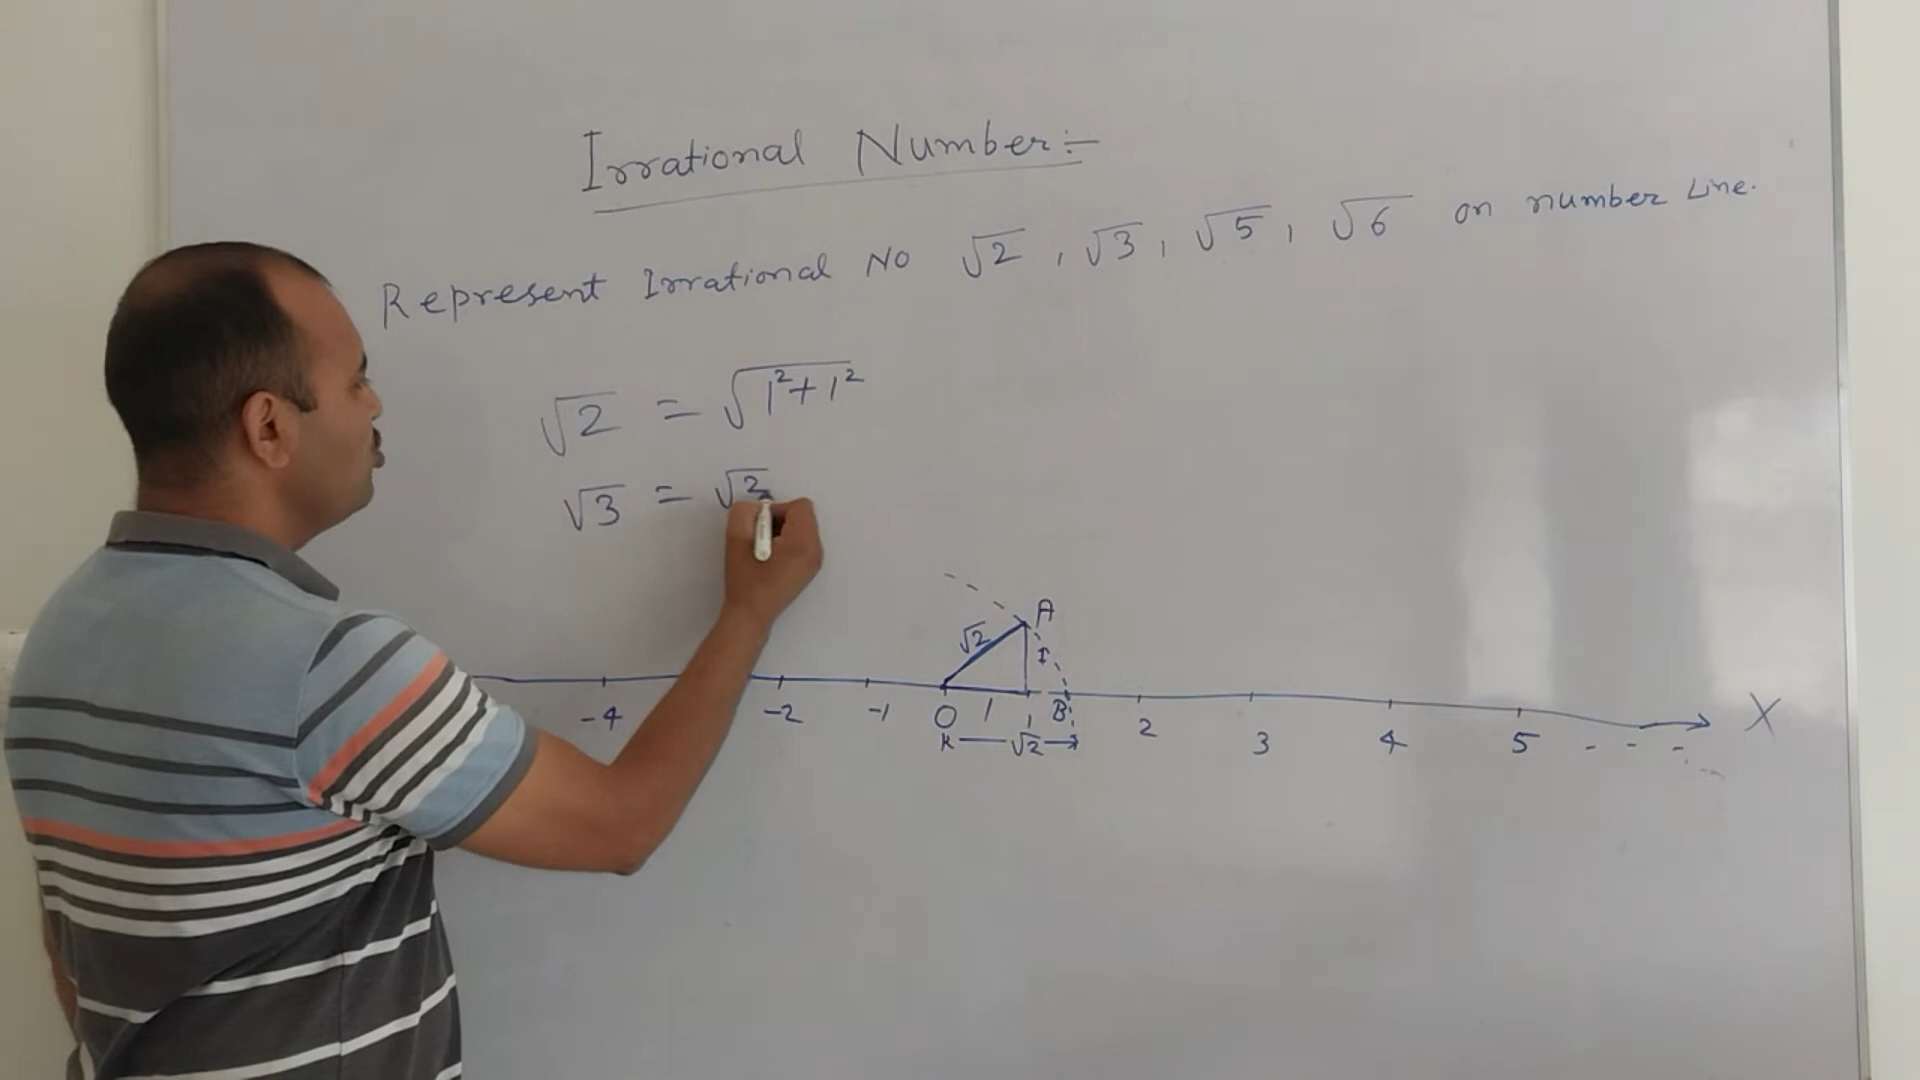 Irrational Number:-
Represent Irrational No √2, √3, √5, √6 on number Line.
√2 = √1²+1²
√3 = √2
A
√2 1
-4 -2 -1 O 1 1 B 2 3 4 5 - - - X
√2